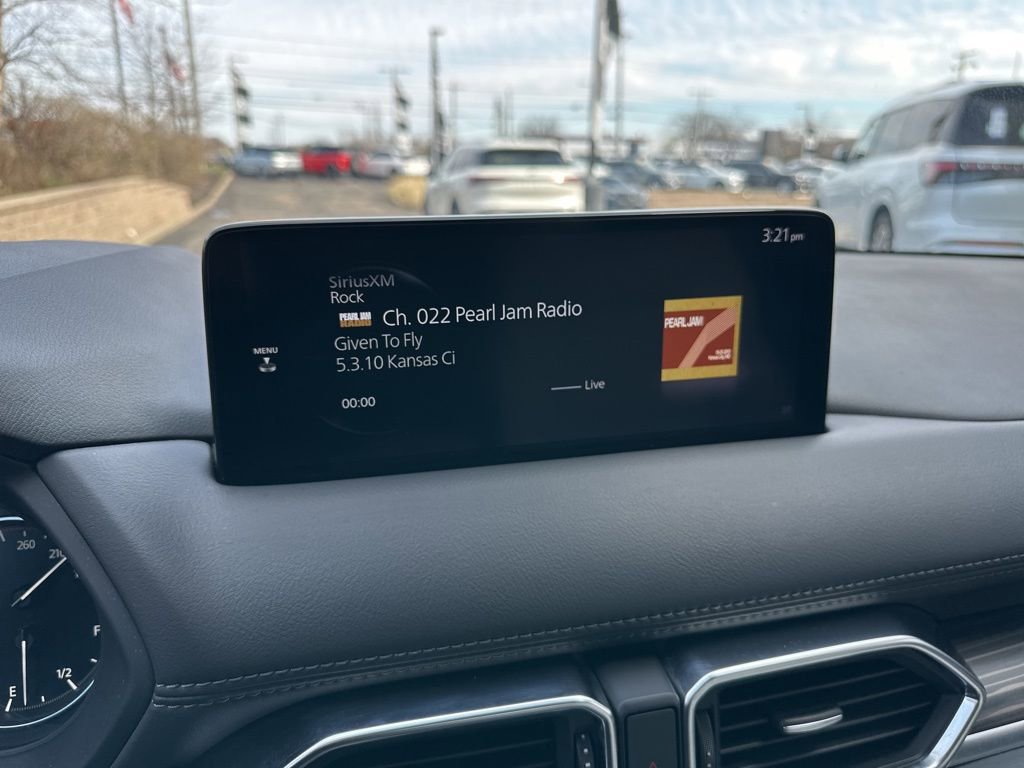 3:21 pm
SiriusXM
Rock
PEARL JAM
RADIO
Ch. 022 Pearl Jam Radio
Given To Fly
5.3.10 Kansas Ci
MENU
Live
00:00
PEARL JAM
260
210
F
1/2
E